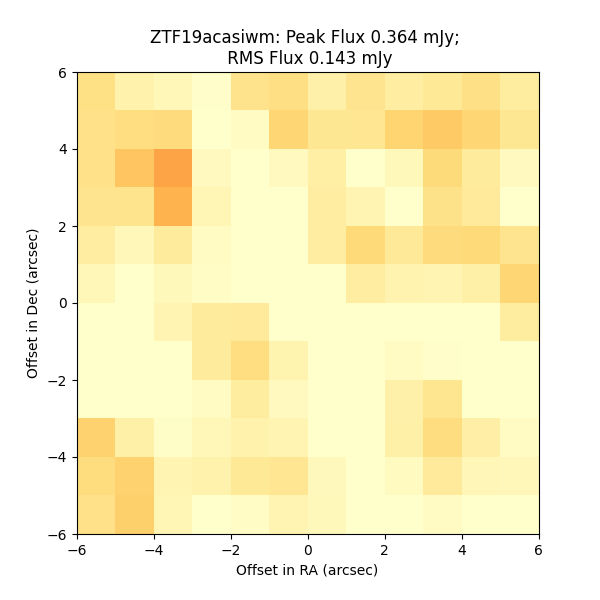 ZTF19acasiwm: Peak Flux 0.364 mJy;
RMS Flux 0.143 mJy
6
4
2
0
−2
−4
−6
Offset in Dec (arcsec)
−6 −4 −2 0 2 4 6
Offset in RA (arcsec)